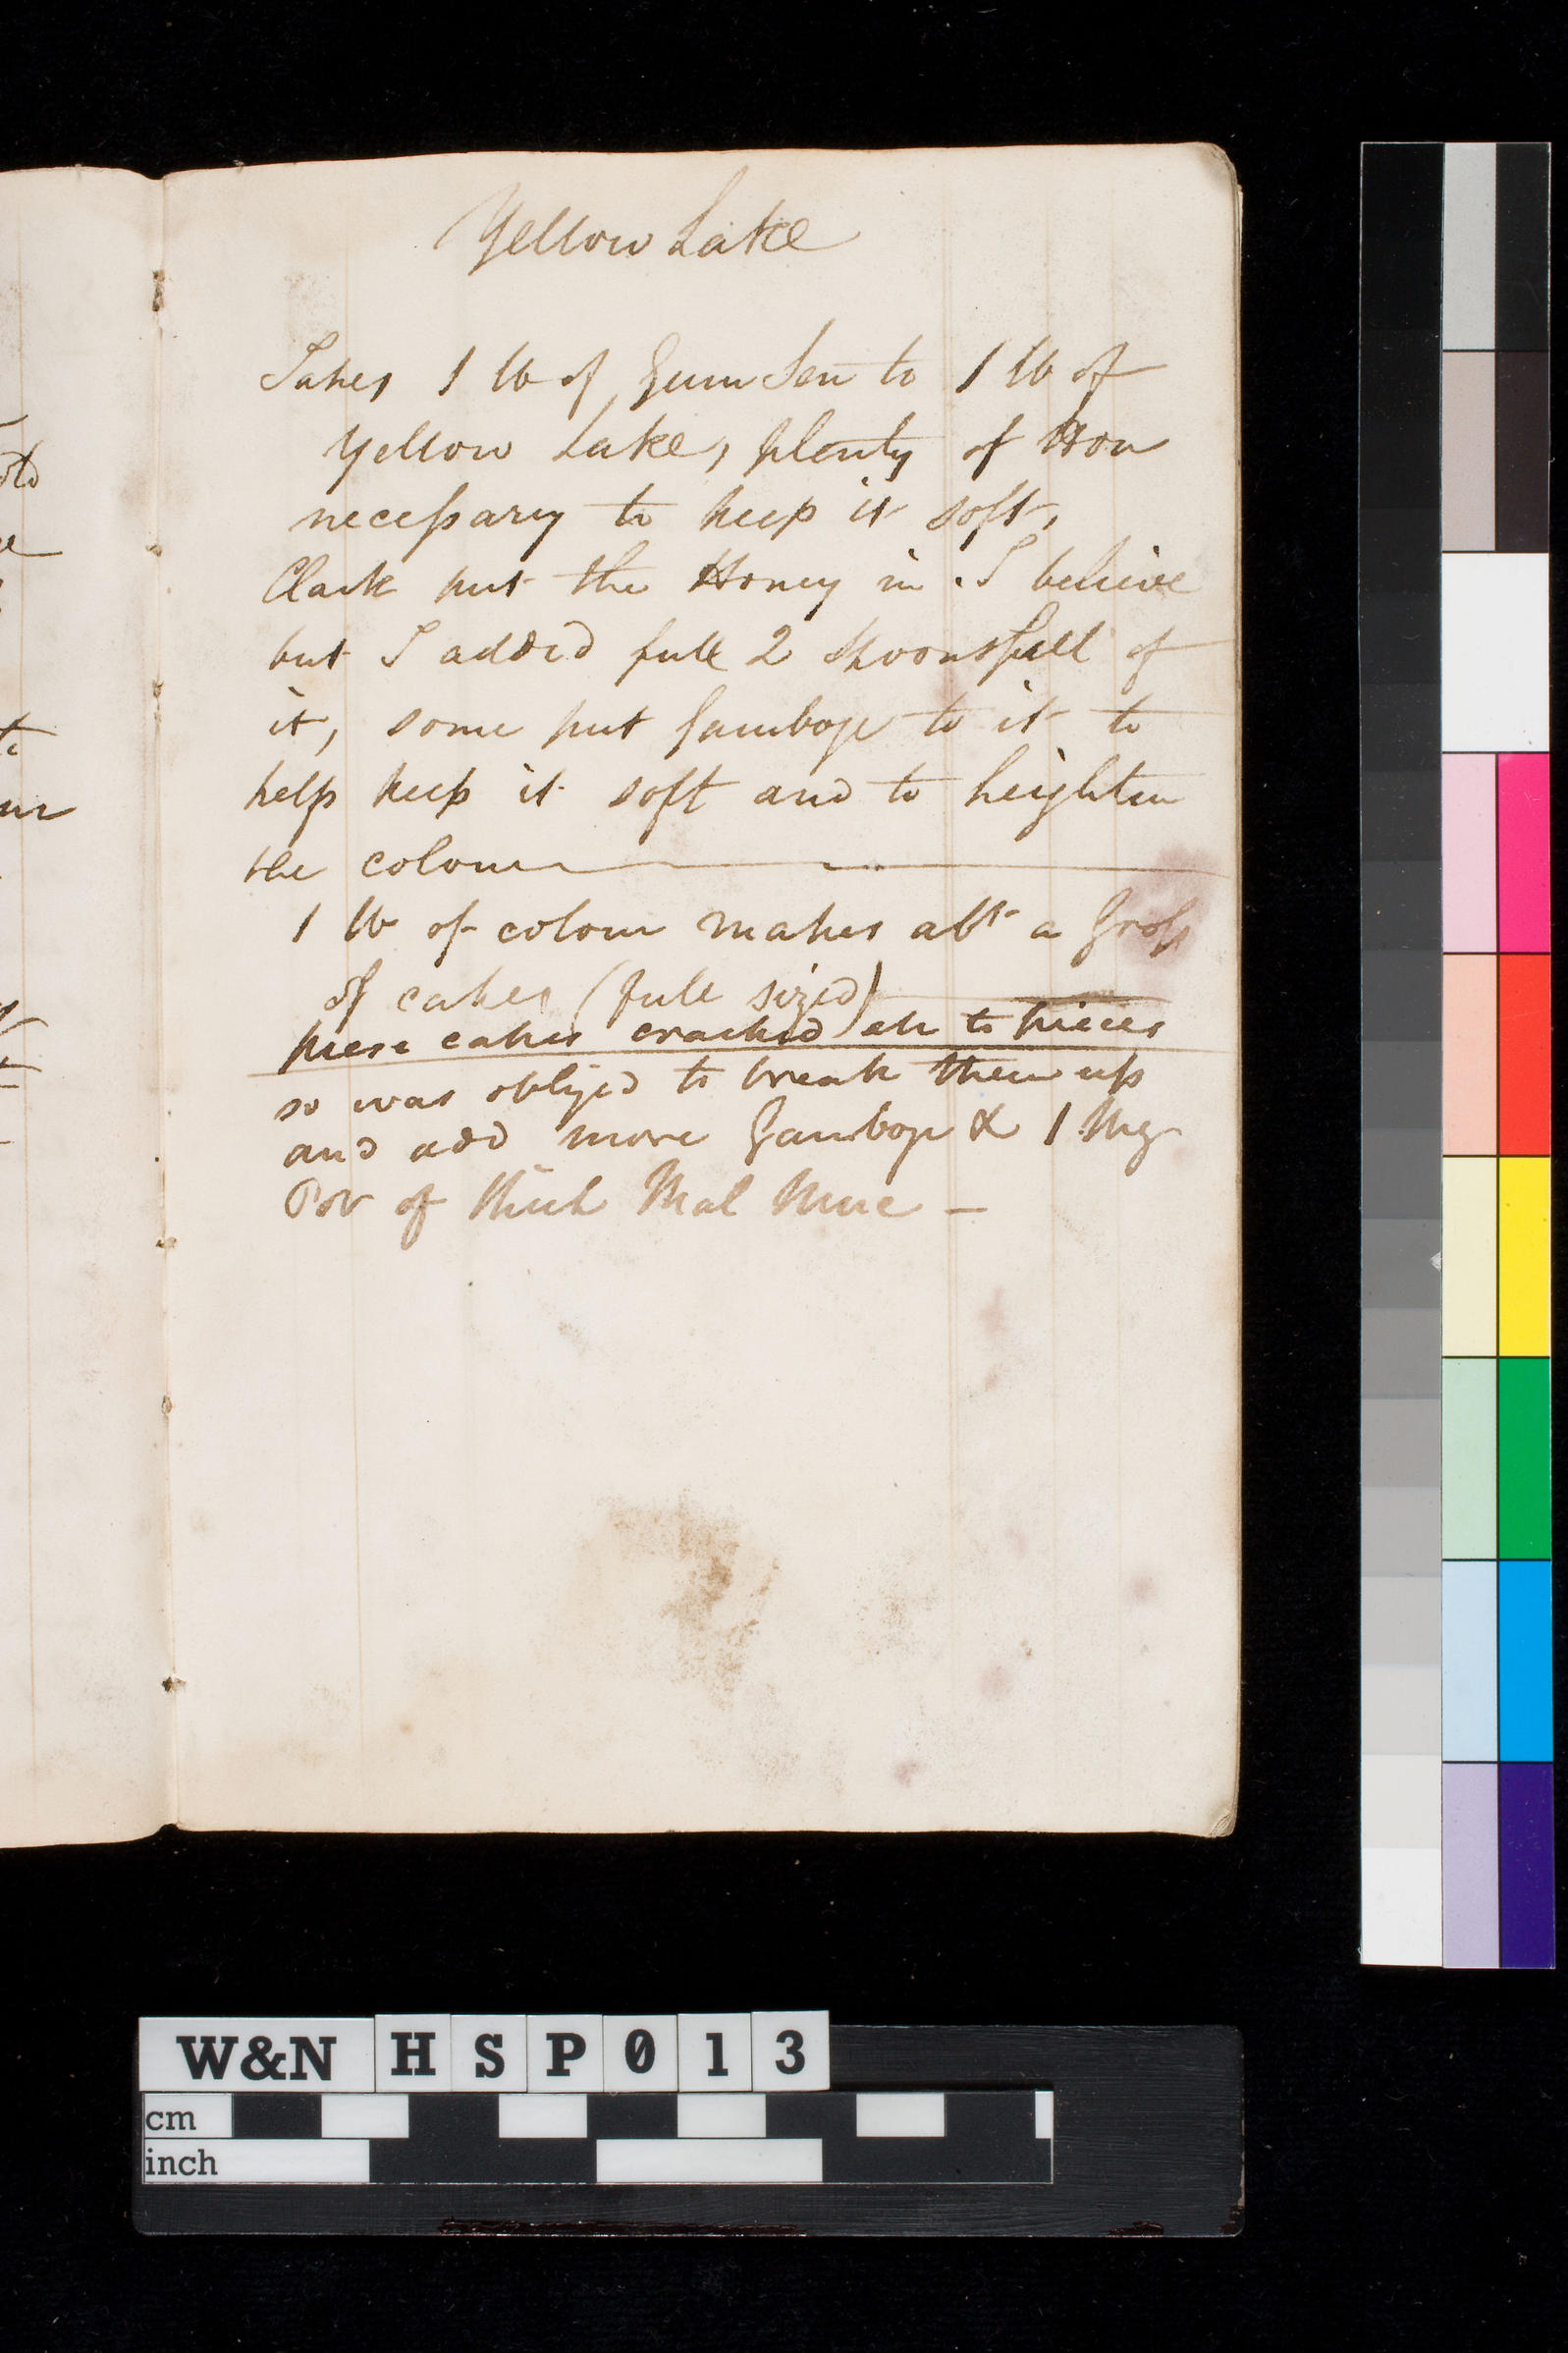 Yellow Lake
Takes 1 lb of Gum Sen to 1 lb of
Yellow Lake, plenty of Hon
necessary to keep it soft,
Clark put the Honey in I believe
but I added full 2 spoonsfull of
it, some put Gamboge to it to
help keep it soft and to heighten
the colour
1 lb of colour makes abt a Gross
of cakes (full sized)
these cakes cracked all to pieces
so was obliged to break them up
and add more Gamboge & 1 Mg
Pot of thick Mal Muc —
W&N HSP013
cm
inch